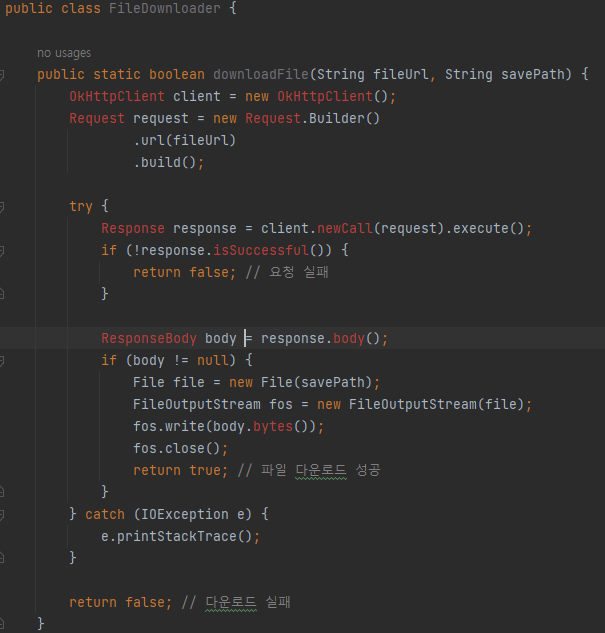 public class FileDownloader {
no usages
public static boolean downloadFile(String fileUrl, String savePath) {
OkHttpClient client = new OkHttpClient();
Request request = new Request.Builder()
.url(fileUrl)
.build();
try {
Response response = client.newCall(request).execute();
if (!response.isSuccessful()) {
return false; // 요청 실패
}
ResponseBody body = response.body();
if (body != null) {
File file = new File(savePath);
FileOutputStream fos = new FileOutputStream(file);
fos.write(body.bytes());
fos.close();
return true; // 파일 다운로드 성공
}
} catch (IOException e) {
e.printStackTrace();
}
return false; // 다운로드 실패
}